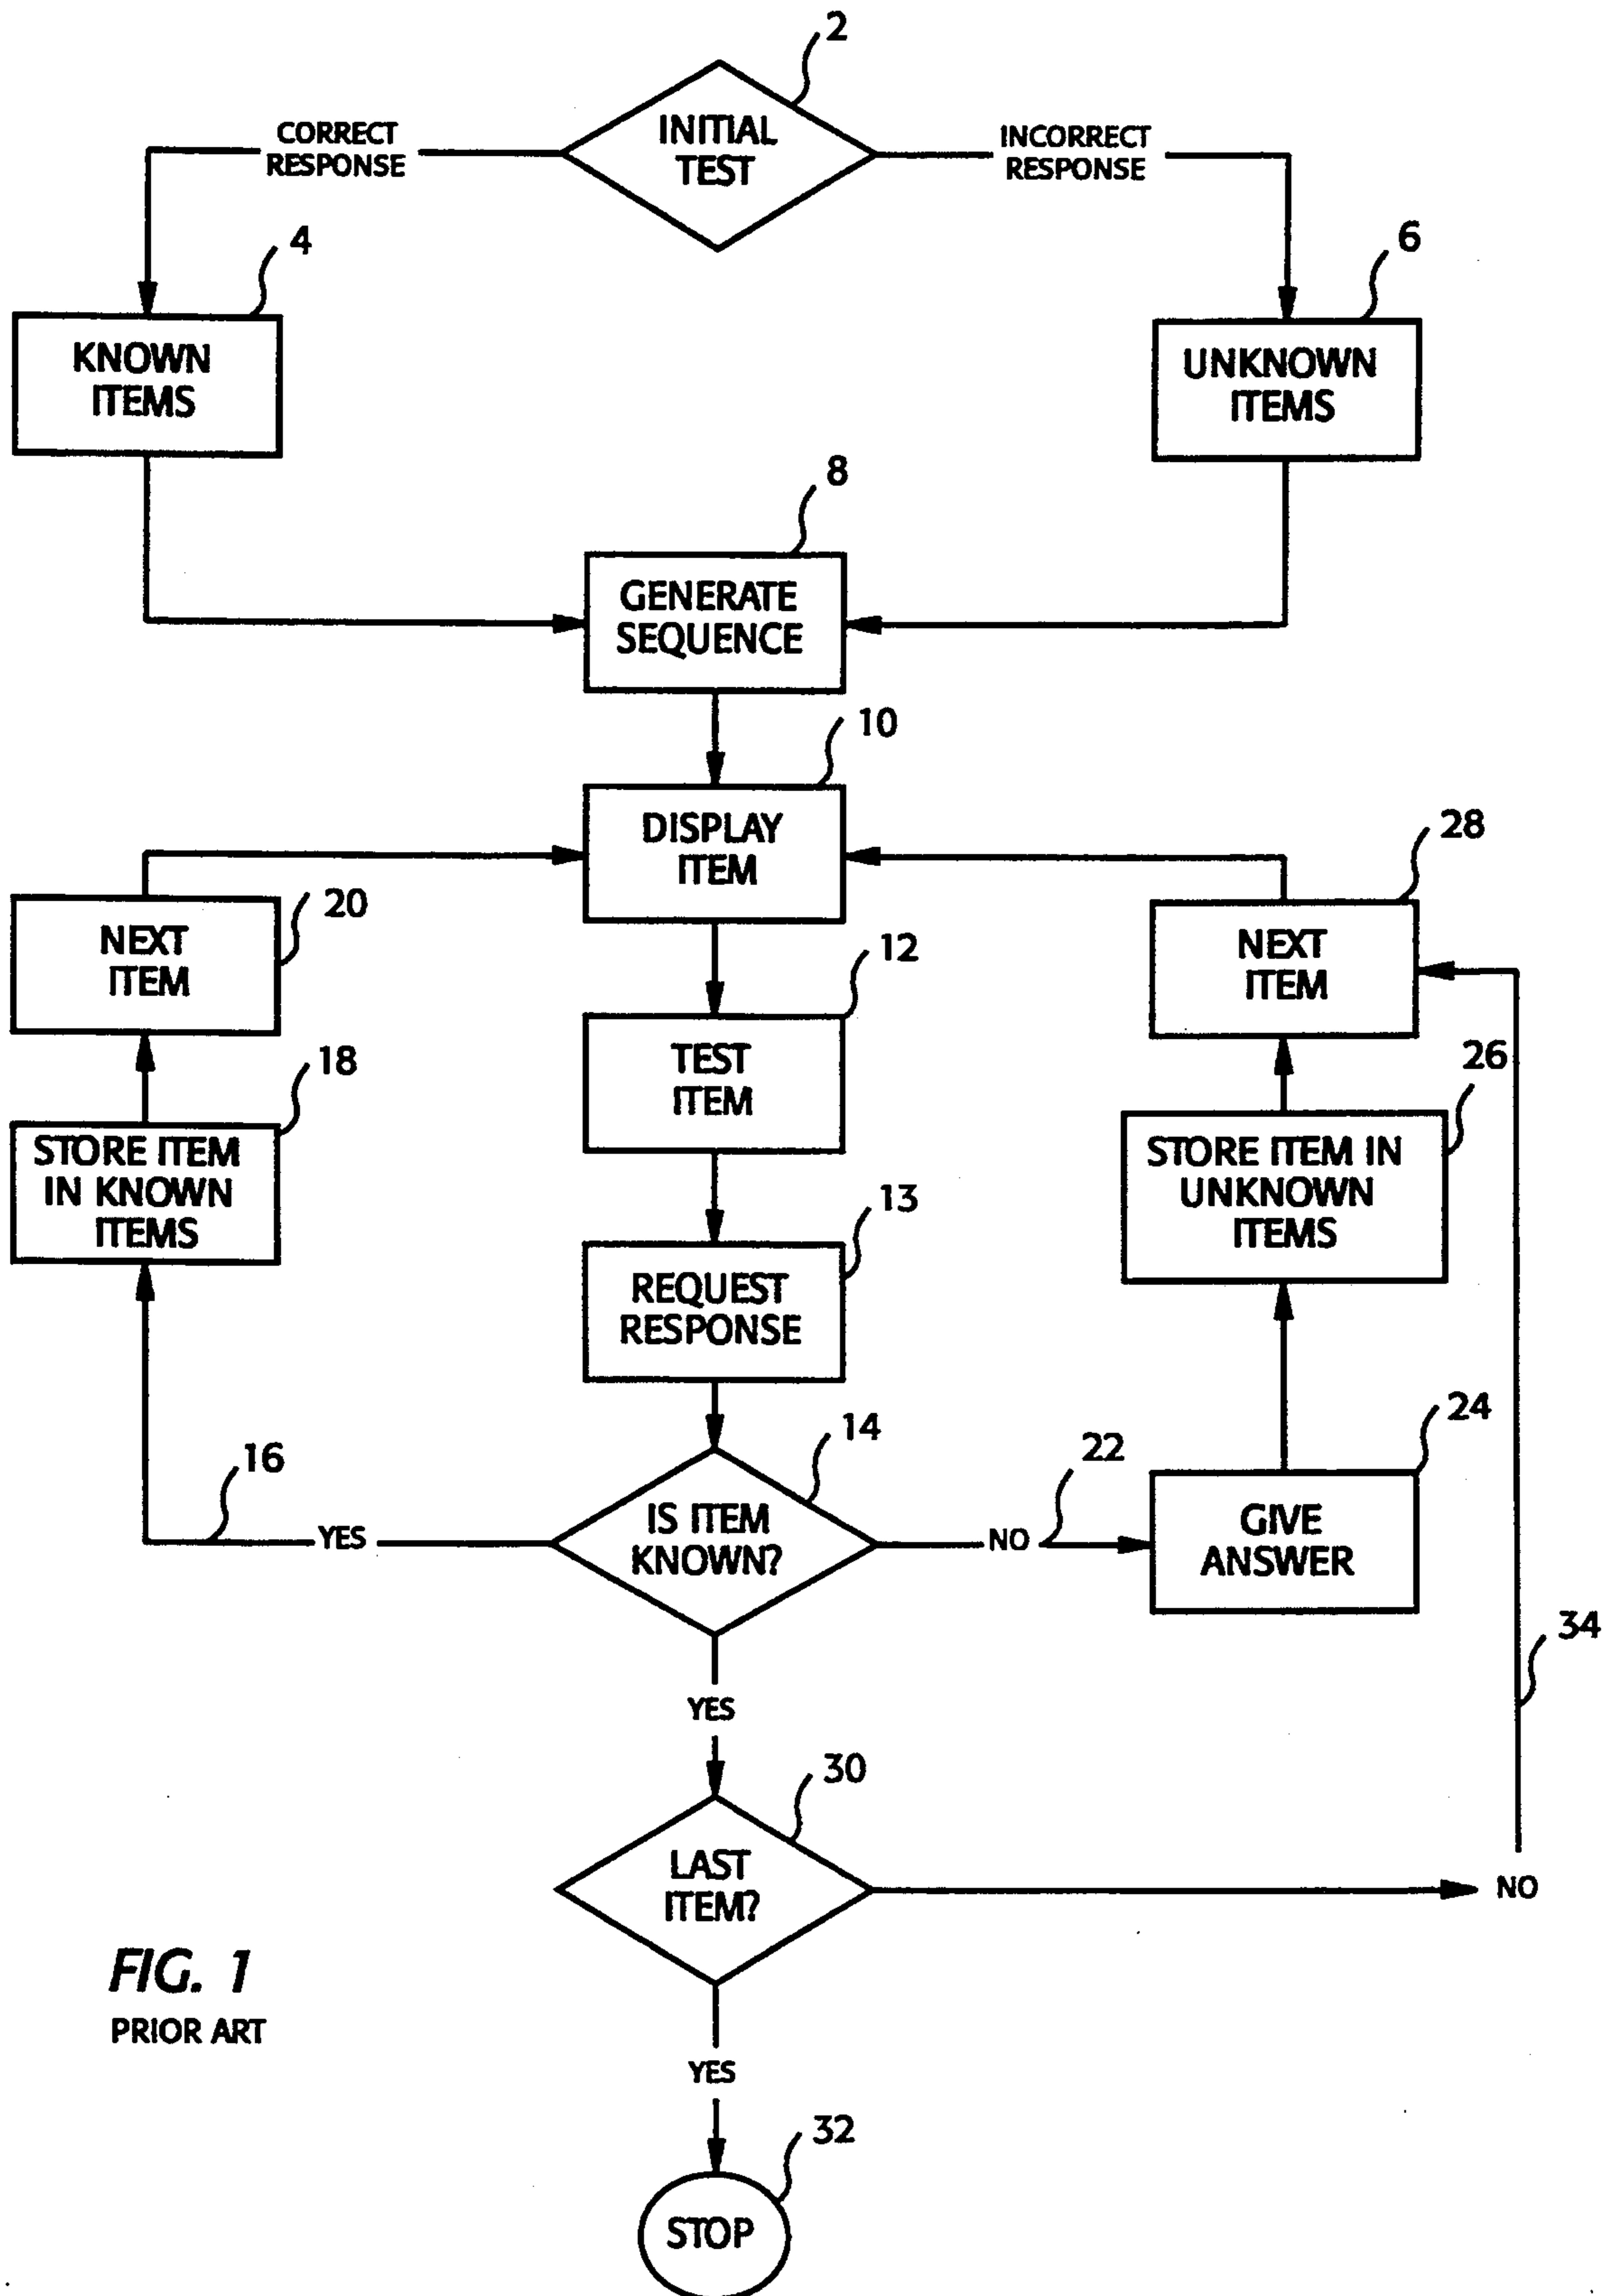 2
INITIAL
TEST
CORRECT
RESPONSE
INCORRECT
RESPONSE
4
KNOWN
ITEMS
6
UNKNOWN
ITEMS
8
GENERATE
SEQUENCE
10
DISPLAY
ITEM
20
NEXT
ITEM
28
NEXT
ITEM
12
TEST
ITEM
18
STORE ITEM
IN KNOWN
ITEMS
26
STORE ITEM IN
UNKNOWN
ITEMS
13
REQUEST
RESPONSE
14
IS ITEM
KNOWN?
16
YES
NO
22
24
GIVE
ANSWER
34
YES
30
LAST
ITEM?
NO
FIG. 1
PRIOR ART
YES
32
STOP